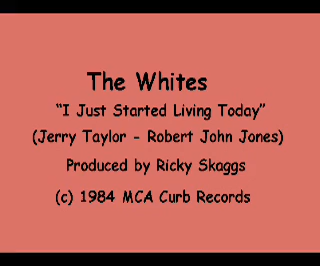 The Whites
"I Just Started Living Today"
(Jerry Taylor - Robert John Jones)
Produced by Ricky Skaggs
(c) 1984 MCA Curb Records